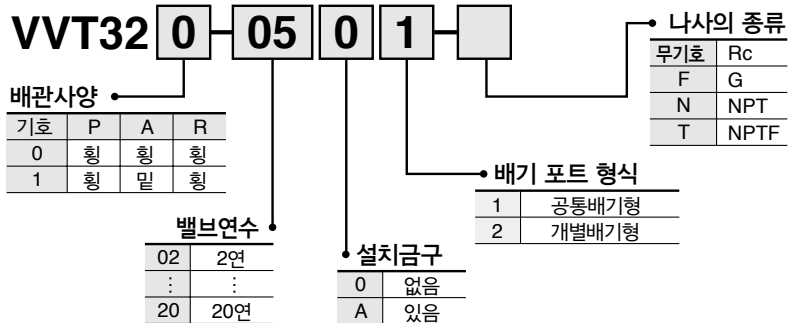 VVT32 0 - 05 0 1 -
나사의 종류
무기호 Rc
F G
N NPT
T NPTF
배관사양
기호 P A R
0 횡 횡 횡
1 횡 밑 횡
배기 포트 형식
1 공통배기형
2 개별배기형
밸브연수
02 2연
⋮ ⋮
20 20연
설치금구
0 없음
A 있음